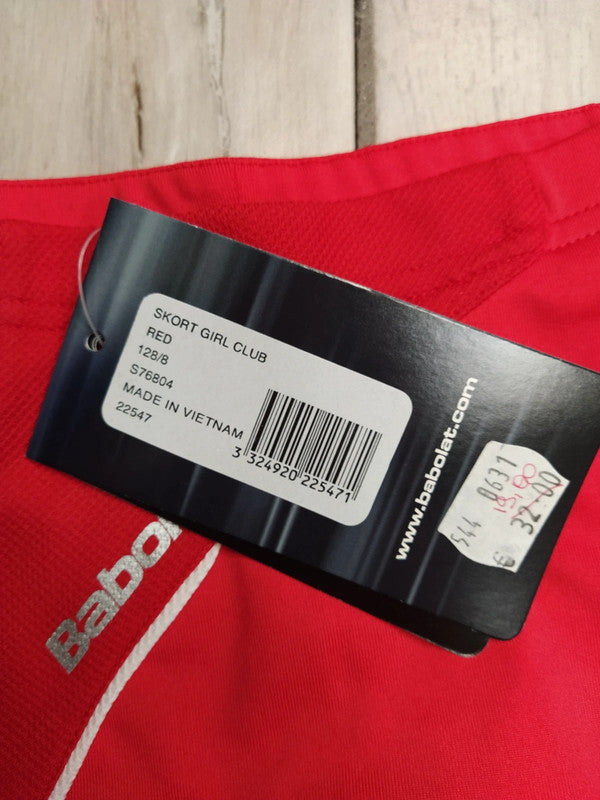 SKORT GIRL CLUB
RED
128/8
S76804
MADE IN VIETNAM
22547
3 324920 225471
www.babolat.com
544 0631
€ 32-00
Babolat